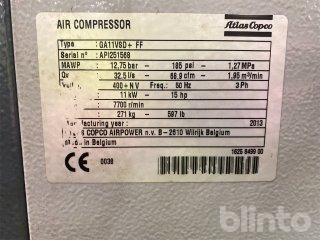 AIR COMPRESSOR
Atlas Copco
Type : GA11VSD+ FF
Serial n° : API251568
MAWP : 12,75 bar - 185 psi - 1,27 MPa
Qv : 32,5 l/s - 68,9 cfm - 1,95 m³/min
: 400+N V Freq.: 50 Hz 3 Ph
: 11 kW - 15 hp
: 7700 r/min
: 271 kg - 597 lb
facturing year : 2013
COPCO AIRPOWER n.v. B - 2610 Wilrijk Belgium
in Belgium
CE 0038
1625 8499 00
blinto